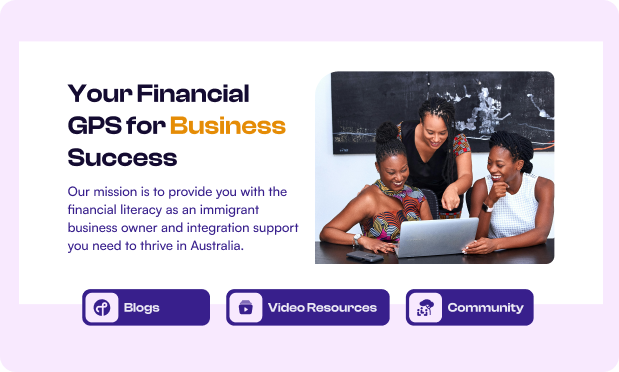 Your Financial
GPS for Business
Success
Our mission is to provide you with the
financial literacy as an immigrant
business owner and integration support
you need to thrive in Australia.
Blogs
Video Resources
Community